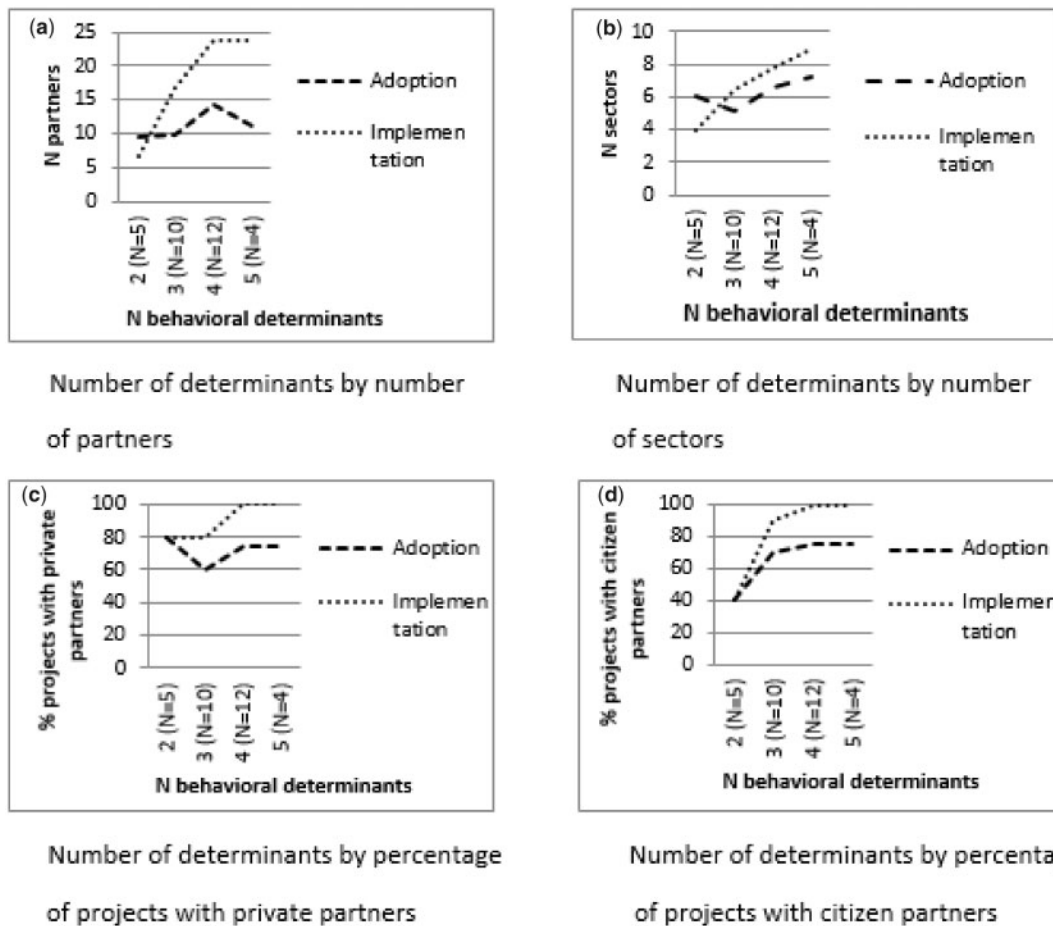 (a)
N partners
25
20
15
10
5
0
2 (N=5)
3 (N=10)
4 (N=12)
5 (N=4)
N behavioral determinants
Adoption
Implemen
tation
Number of determinants by number
of partners
(b)
N sectors
10
8
6
4
2
0
2 (N=5)
3 (N=10)
4 (N=12)
5 (N=4)
N behavioral determinants
Adoption
Implemen
tation
Number of determinants by number
of sectors
(c)
% projects with private
partners
100
80
60
40
20
0
2 (N=5)
3 (N=10)
4 (N=12)
5 (N=4)
N behavioral determinants
Adoption
Implemen
tation
Number of determinants by percentage
of projects with private partners
(d)
% projects with citizen
partners
100
80
60
40
20
0
2 (N=5)
3 (N=10)
4 (N=12)
5 (N=4)
N behavioral determinants
Adoption
Implemen
tation
Number of determinants by percenta
of projects with citizen partners